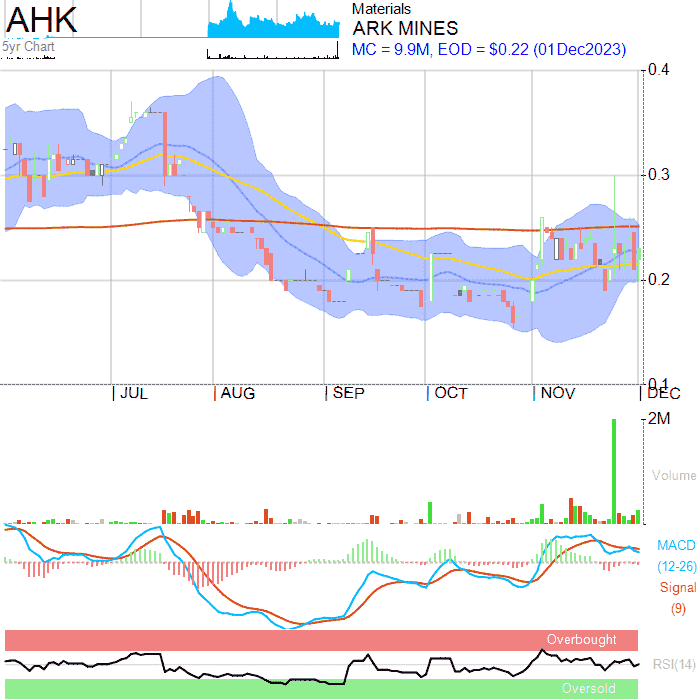 AHK
Materials
ARK MINES
5yr Chart
MC = 9.9M, EOD = $0.22 (01Dec2023)
0.4
0.3
0.2
0.1
JUL
AUG
SEP
OCT
NOV
DEC
2M
Volume
MACD
(12-26)
Signal
(9)
Overbought
RSI(14)
Oversold